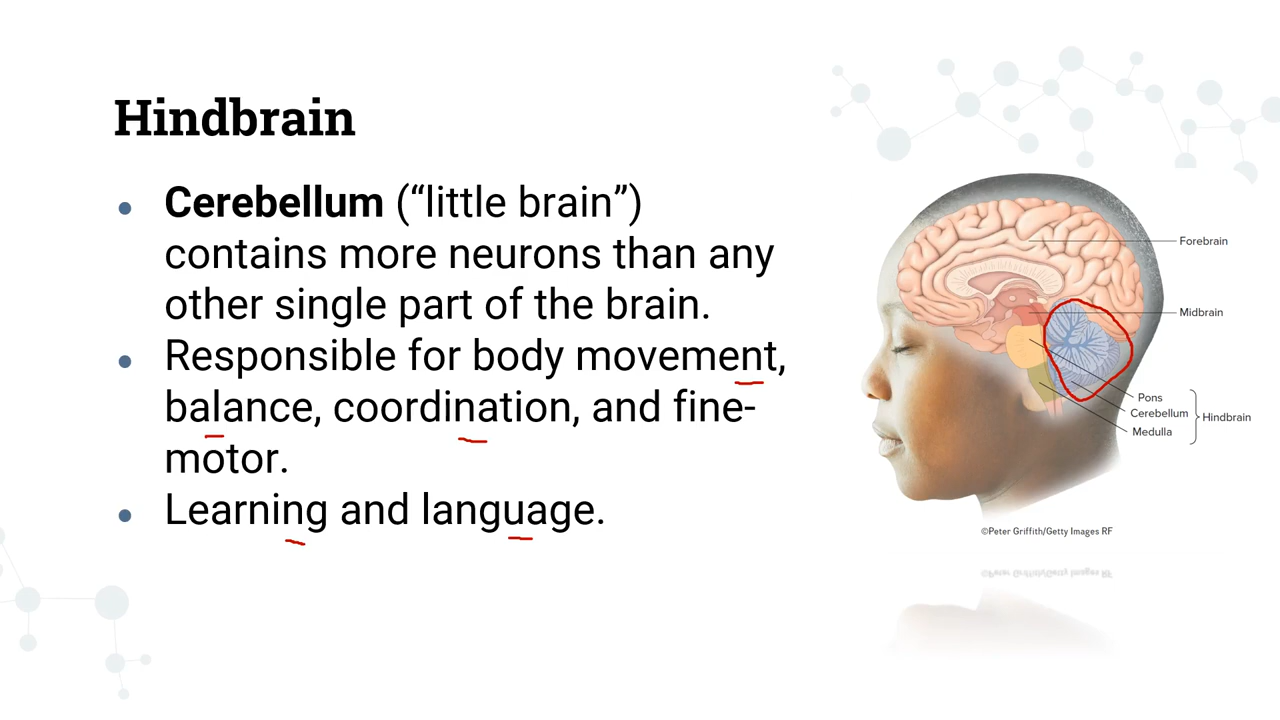 Hindbrain
• Cerebellum (“little brain”)
contains more neurons than any
other single part of the brain.
• Responsible for body movement,
balance, coordination, and fine-
motor.
• Learning and language.
Forebrain
Midbrain
Pons
Cerebellum
Medulla
Hindbrain
©Peter Griffith/Getty Images RF